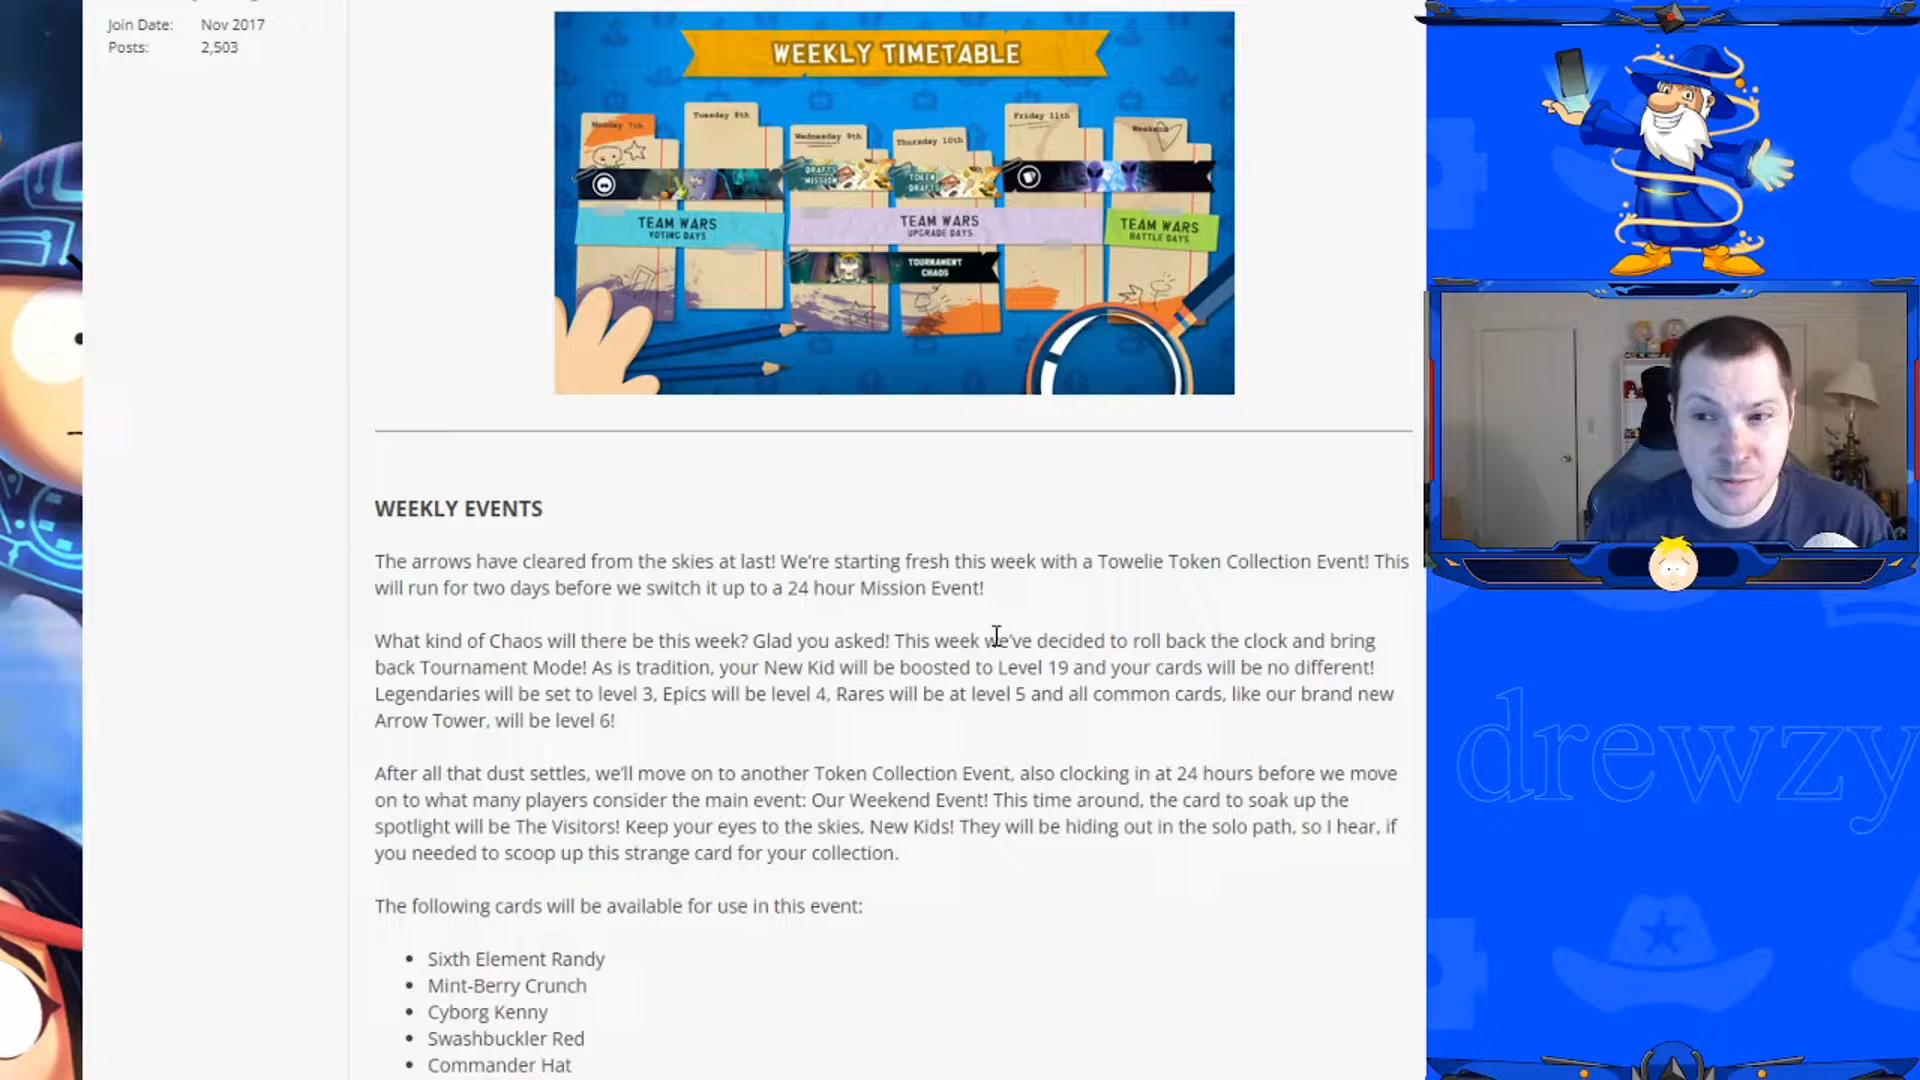 Join Date: Nov 2017
Posts: 2,503
WEEKLY TIMETABLE
Monday 7th
Tuesday 8th
Wednesday 9th
Thursday 10th
Friday 11th
Weekend
DRAFTS
MISSION
TOKEN
DRAFTS
TEAM WARS
VOTING DAYS
TEAM WARS
UPGRADE DAYS
TEAM WARS
BATTLE DAYS
TOURNAMENT
CHAOS
WEEKLY EVENTS
The arrows have cleared from the skies at last! We're starting fresh this week with a Towelie Token Collection Event! This
will run for two days before we switch it up to a 24 hour Mission Event!
What kind of Chaos will there be this week? Glad you asked! This week we've decided to roll back the clock and bring
back Tournament Mode! As is tradition, your New Kid will be boosted to Level 19 and your cards will be no different!
Legendaries will be set to level 3, Epics will be level 4, Rares will be at level 5 and all common cards, like our brand new
Arrow Tower, will be level 6!
After all that dust settles, we'll move on to another Token Collection Event, also clocking in at 24 hours before we move
on to what many players consider the main event: Our Weekend Event! This time around, the card to soak up the
spotlight will be The Visitors! Keep your eyes to the skies, New Kids! They will be hiding out in the solo path, so I hear, if
you needed to scoop up this strange card for your collection.
The following cards will be available for use in this event:
• Sixth Element Randy
• Mint-Berry Crunch
• Cyborg Kenny
• Swashbuckler Red
• Commander Hat
drewzy